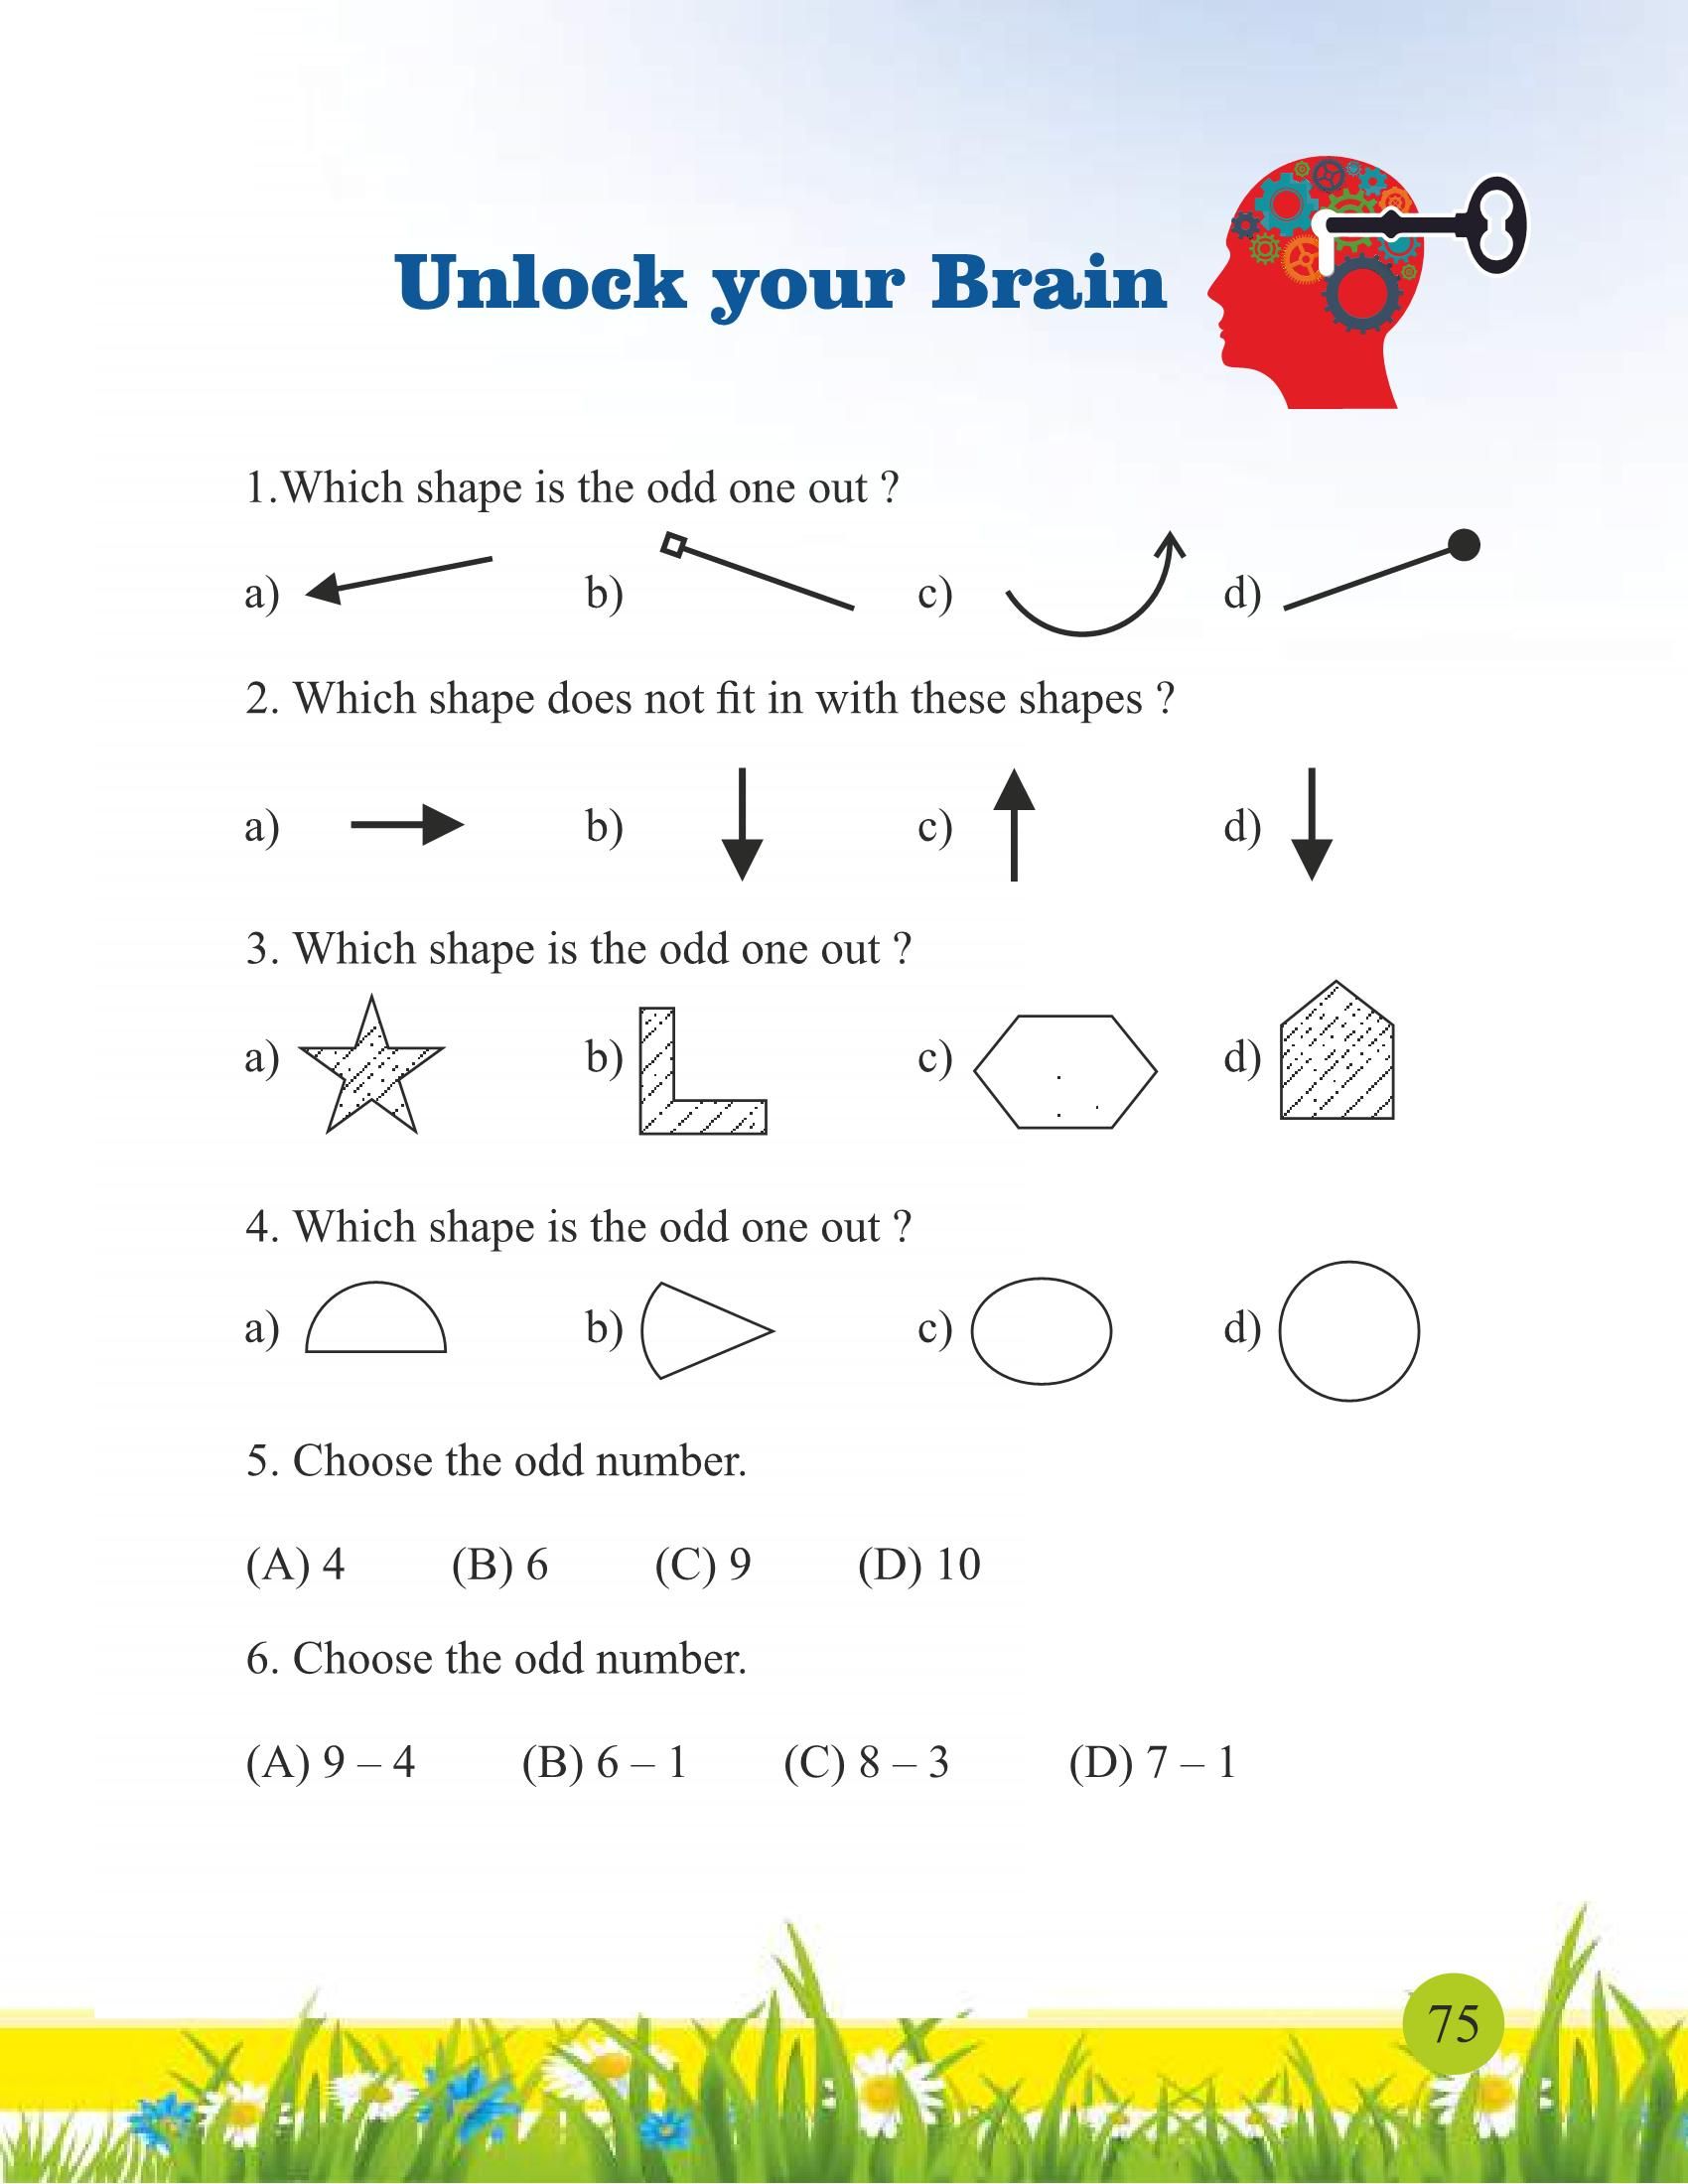 Unlock your Brain
1.Which shape is the odd one out ?
a) b) c) d)
2. Which shape does not fit in with these shapes ?
a) b) c) d)
3. Which shape is the odd one out ?
a) b) c) d)
4. Which shape is the odd one out ?
a) b) c) d)
5. Choose the odd number.
(A) 4 (B) 6 (C) 9 (D) 10
6. Choose the odd number.
(A) 9 – 4 (B) 6 – 1 (C) 8 – 3 (D) 7 – 1
75